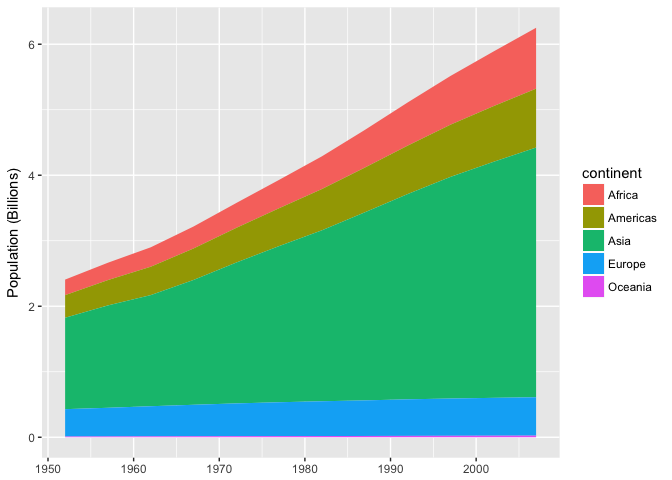 6
4
2
0
Population (Billions)
1950 1960 1970 1980 1990 2000
continent
Africa
Americas
Asia
Europe
Oceania